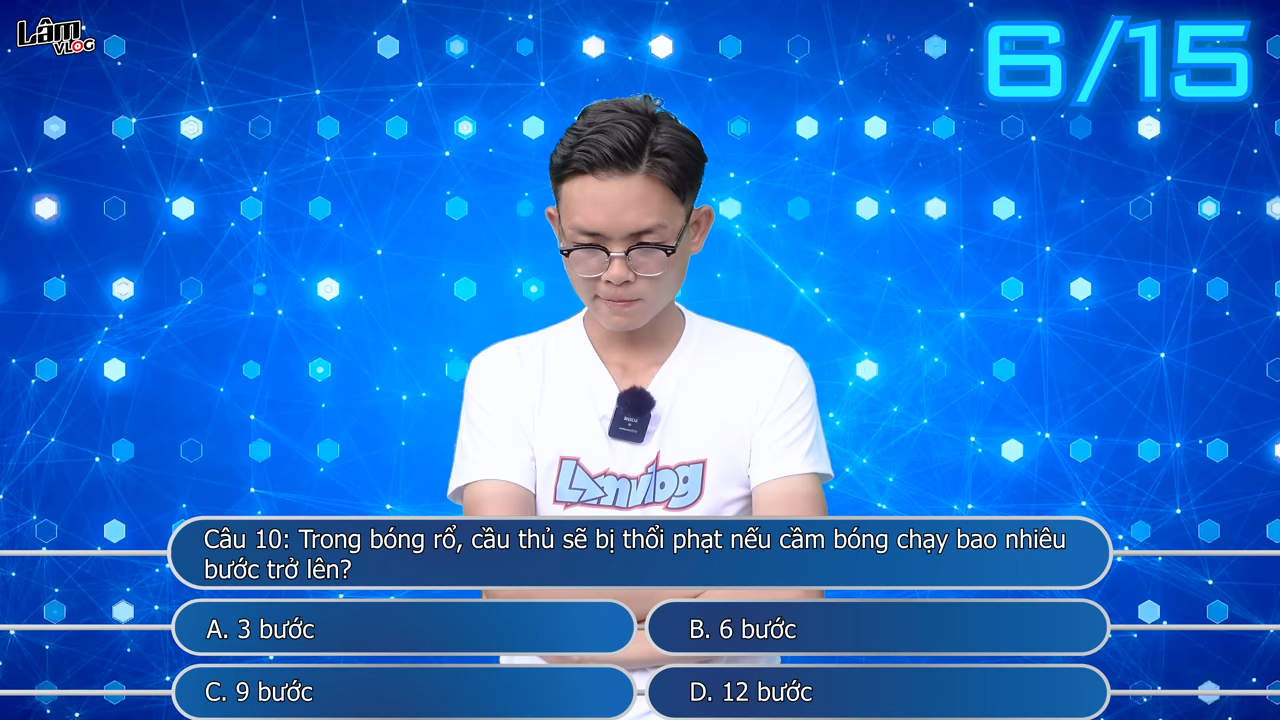 Lâm
VLOG
6/15
RODE
Lamvlog
Câu 10: Trong bóng rổ, cầu thủ sẽ bị thổi phạt nếu cầm bóng chạy bao nhiêu
bước trở lên?
A. 3 bước
B. 6 bước
C. 9 bước
D. 12 bước